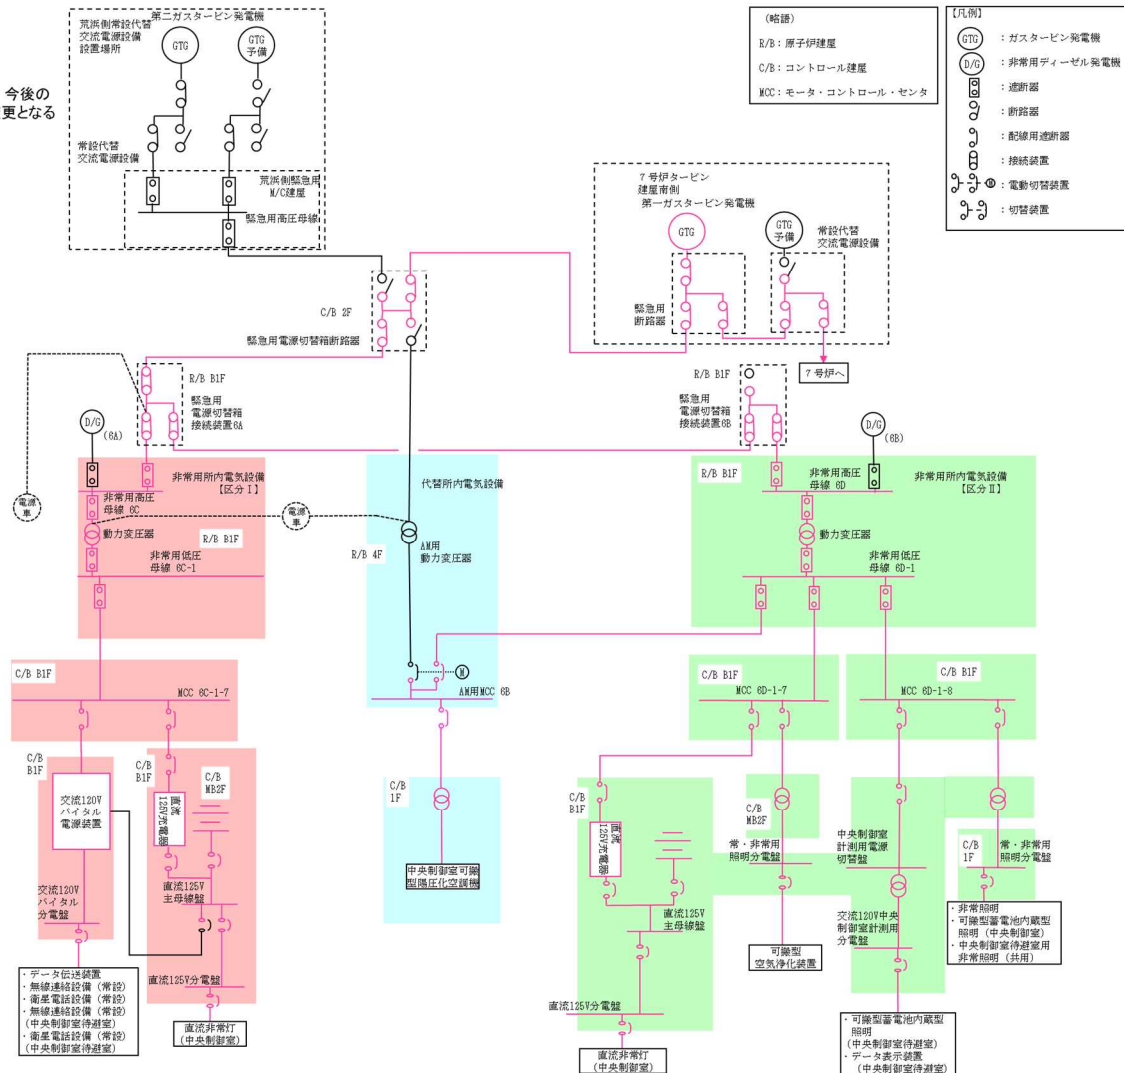 荒浜側常設代替
交流電源設備
設置場所
第二ガスタービン発電機
GTG
GTG
予備
今後の
更となる
常設代替
交流電源設備
荒浜側緊急用
M/C建屋
緊急用高圧母線
(略語)
R/B: 原子炉建屋
C/B: コントロール建屋
MCC: モータ・コントロール・センタ
【凡例】
GTG : ガスタービン発電機
D/G : 非常用ディーゼル発電機
: 遮断器
: 断路器
: 配線用遮断器
: 接続装置
M : 電動切替装置
: 切替装置
7号炉タービン
建屋南側
第一ガスタービン発電機
GTG
GTG
予備
常設代替
交流電源設備
緊急用
断路器
7号炉へ
C/B 2F
緊急用電源切替箱断路器
R/B B1F
緊急用
電源切替箱
接続装置6A
R/B B1F
緊急用
電源切替箱
接続装置6B
D/G
(6A)
D/G
(6B)
電源
車
電源
車
非常用所内電気設備
【区分Ⅰ】
非常用高圧
母線 6C
動力変圧器
R/B B1F
非常用低圧
母線 6C-1
代替所内電気設備
R/B 4F
AM用
動力変圧器
M
AM用MCC 6B
R/B B1F
非常用高圧
母線 6D
非常用所内電気設備
【区分Ⅱ】
動力変圧器
非常用低圧
母線 6D-1
C/B B1F
MCC 6C-1-7
C/B B1F
MCC 6D-1-7
C/B B1F
MCC 6D-1-8
C/B
B1F
交流120V
バイタル
電源装置
交流120V
バイタル
分電盤
C/B
B1F
直流
125V充電器
C/B
MB2F
直流125V
主母線盤
直流125V分電盤
・データ伝送装置
・無線連絡設備(常設)
・衛星電話設備(常設)
・無線連絡設備(常設)
(中央制御室待避室)
・衛星電話設備(常設)
(中央制御室待避室)
直流非常灯
(中央制御室)
C/B
1F
中央制御室可搬
型陽圧化空調機
C/B
B1F
直流
125V充電器
直流125V
主母線盤
直流125V分電盤
直流非常灯
(中央制御室)
C/B
MB2F
常・非常用
照明分電盤
可搬型
空気浄化装置
中央制御室
計測用電源
切替盤
交流120V中央
制御室計測用
分電盤
・可搬型蓄電池内蔵型
照明
(中央制御室待避室)
・データ表示装置
(中央制御室待避室)
C/B
1F
常・非常用
照明分電盤
・非常照明
・可搬型蓄電池内蔵型
照明(中央制御室)
・中央制御室待避室用
非常照明(共用)